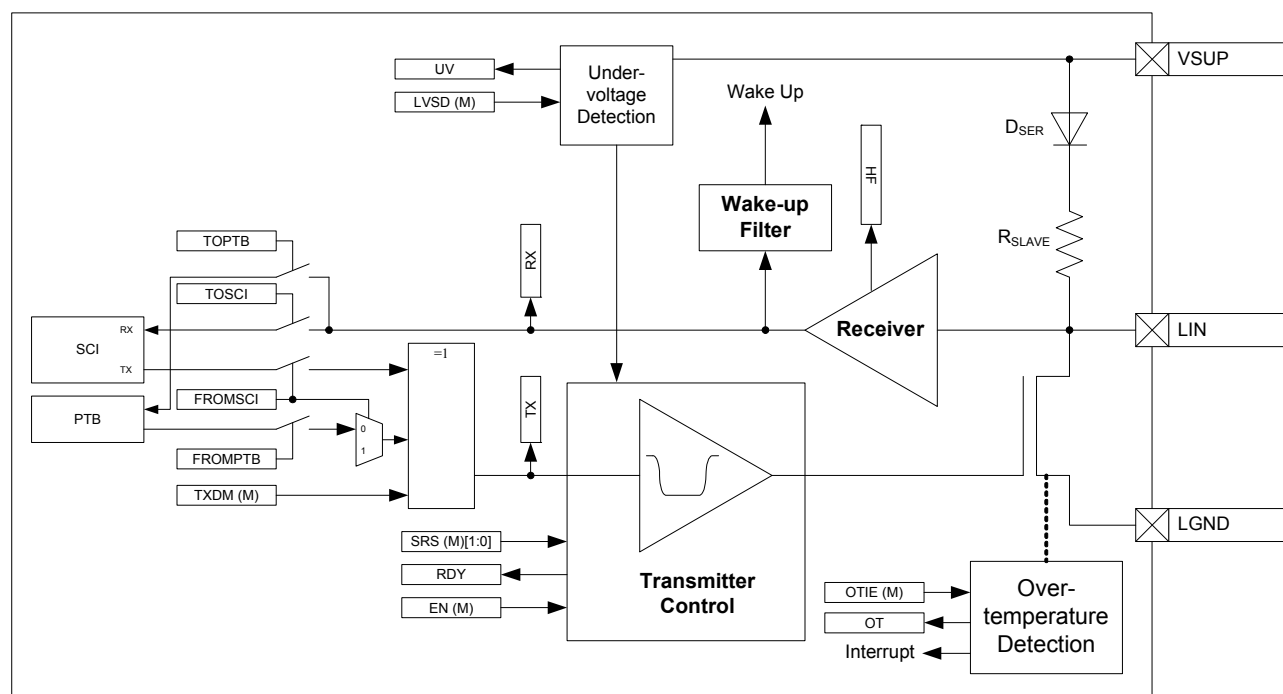 VSUP
UV
Under-
voltage
Detection
LVSD (M)
Wake Up
DSER
HF
Wake-up
Filter
RSLAVE
TOPTB
RX
TOSCI
RX
SCI
TX
Receiver
LIN
=1
FROMSCI
TX
PTB
0
1
FROMPTB
TXDM (M)
LGND
SRS (M)[1:0]
RDY
EN (M)
Transmitter
Control
OTIE (M)
OT
Interrupt
Over-
temperature
Detection